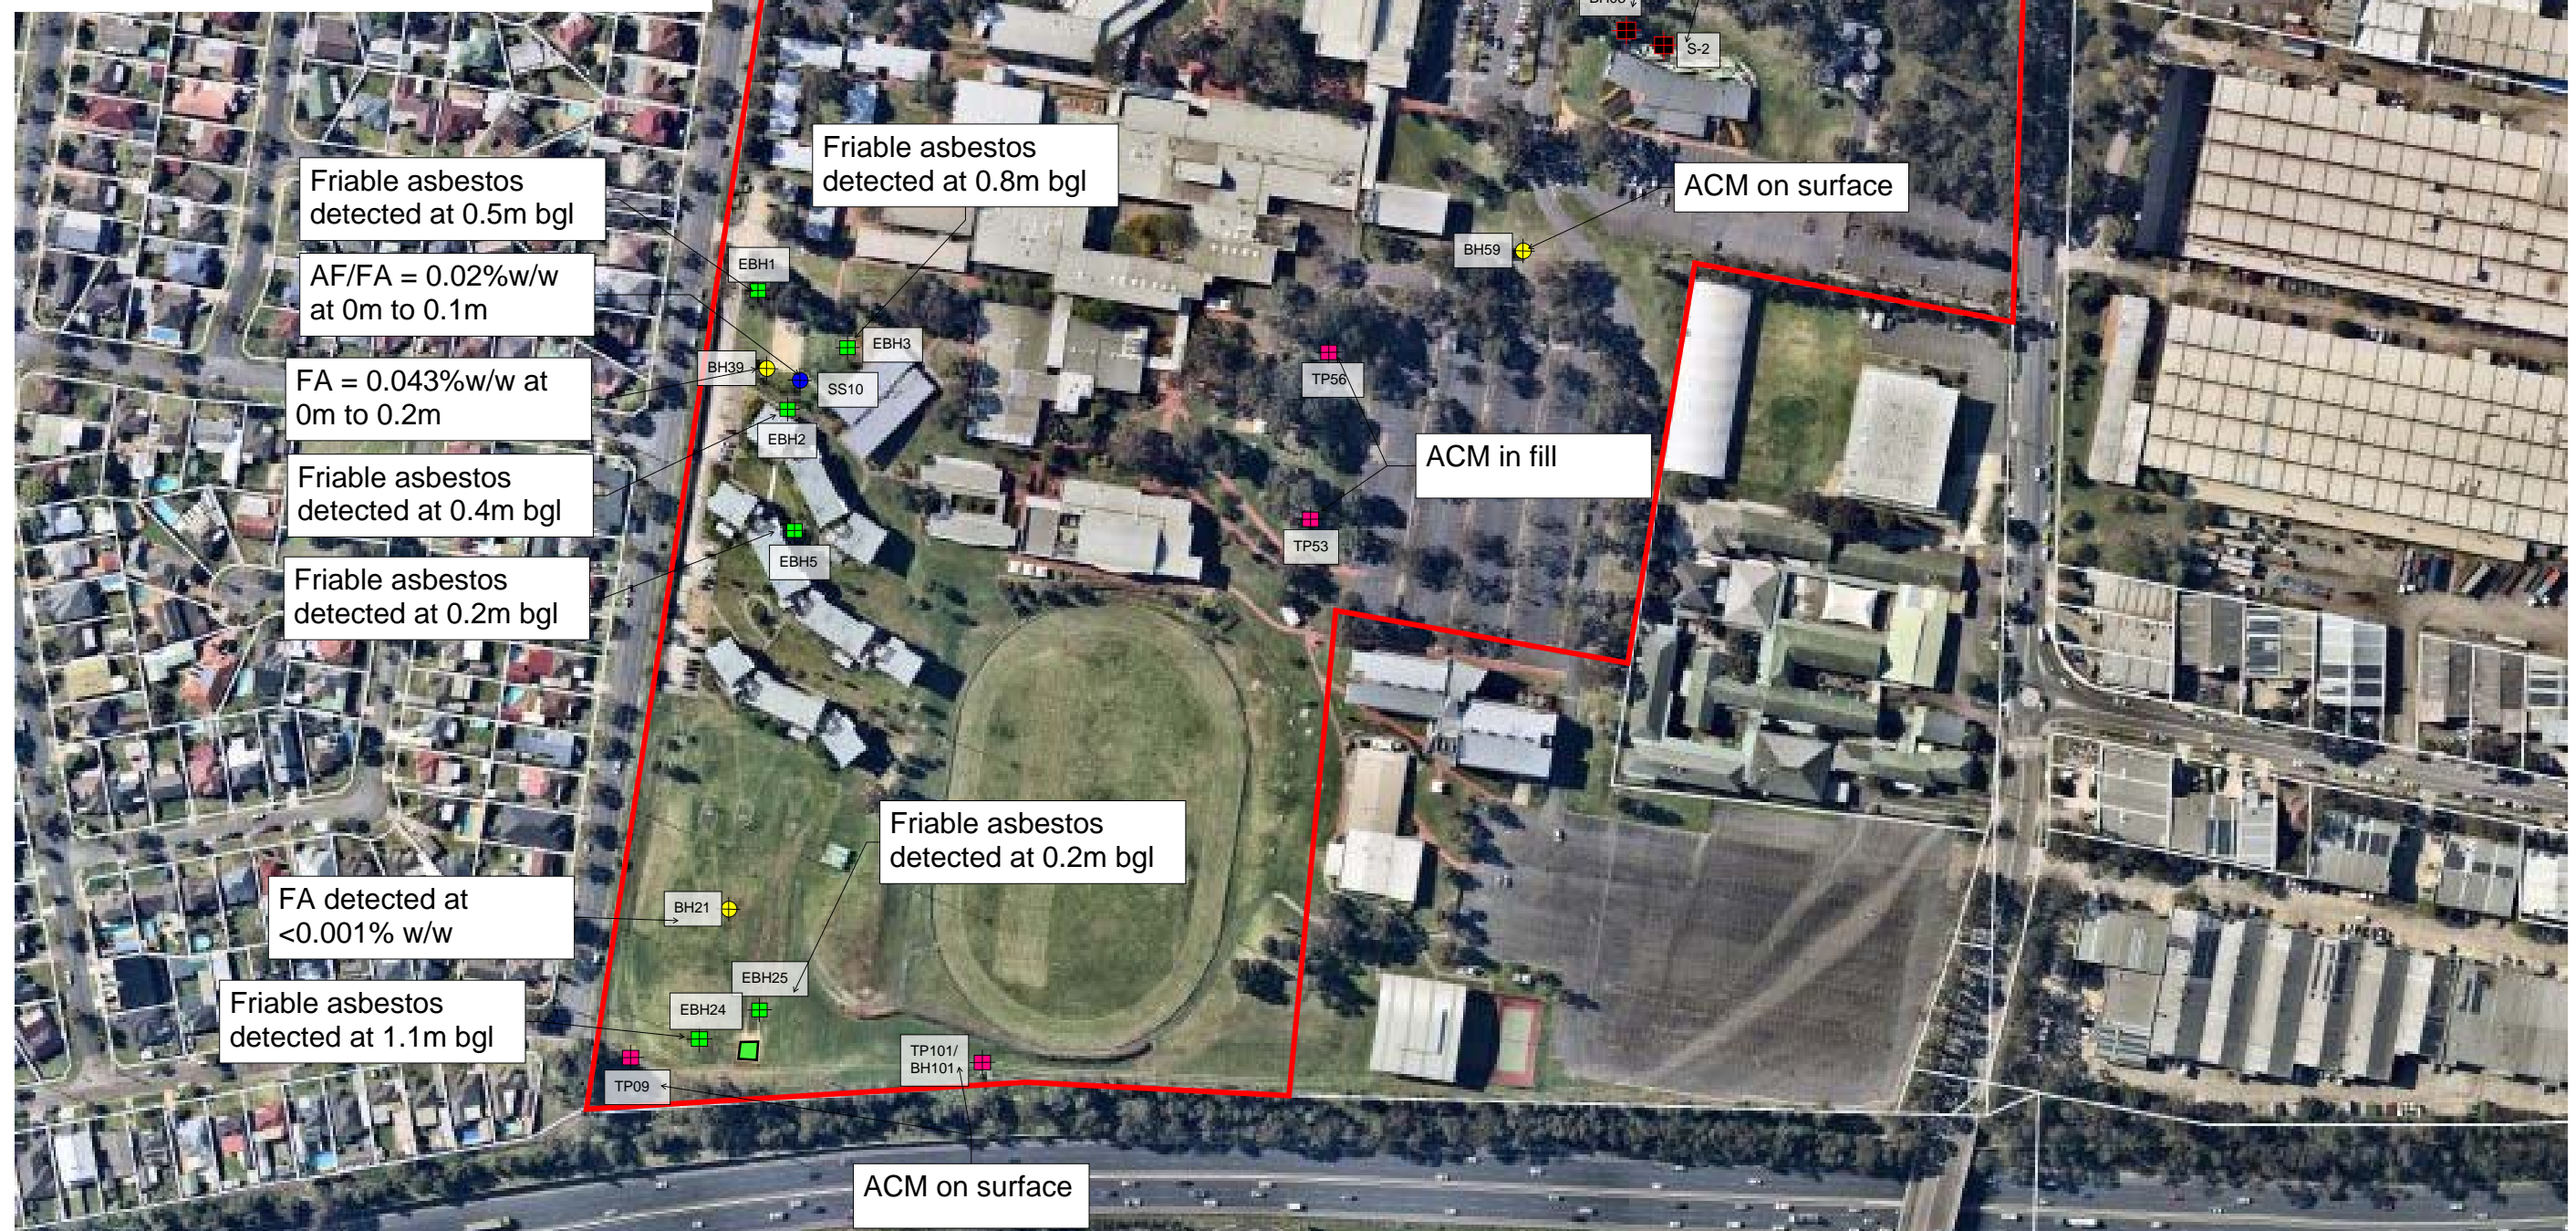 S-2
Friable asbestos
detected at 0.8m bgl
Friable asbestos
detected at 0.5m bgl
ACM on surface
EBH1
BH59
AF/FA = 0.02%w/w
at 0m to 0.1m
EBH3
BH39
SS10
FA = 0.043%w/w at
0m to 0.2m
TP56
EBH2
ACM in fill
Friable asbestos
detected at 0.4m bgl
TP53
EBH5
Friable asbestos
detected at 0.2m bgl
Friable asbestos
detected at 0.2m bgl
FA detected at
<0.001% w/w
BH21
EBH25
EBH24
Friable asbestos
detected at 1.1m bgl
TP101/
BH101
TP09
ACM on surface